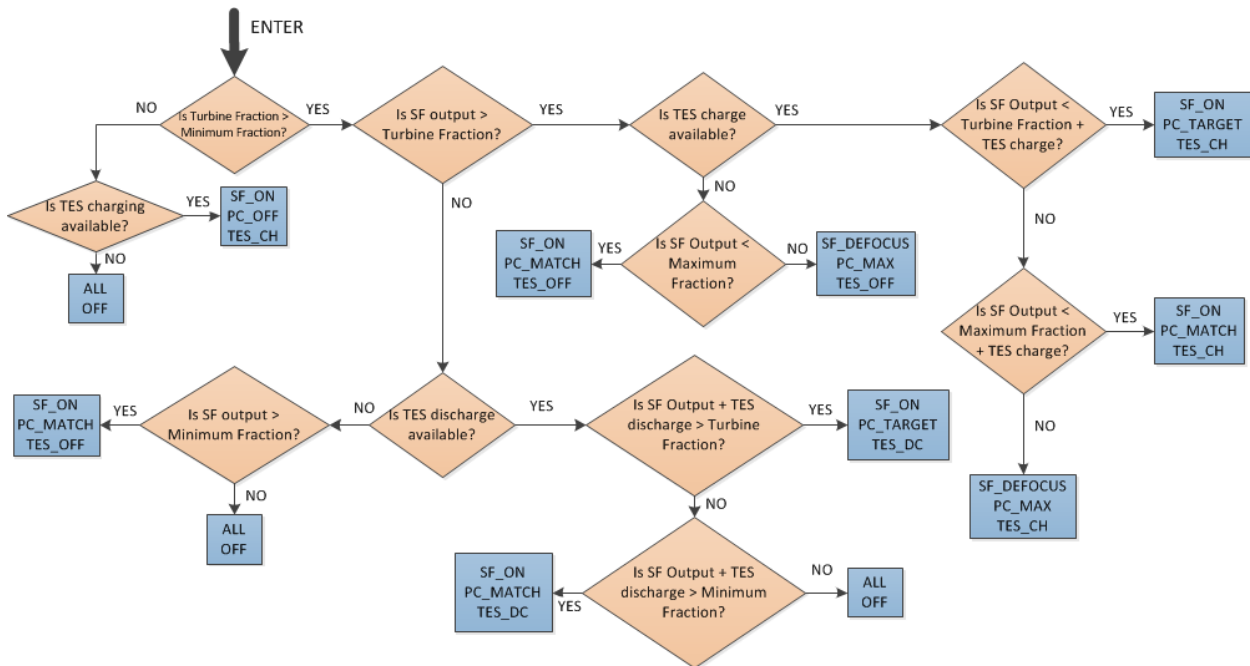 ENTER
NO
Is Turbine Fraction >
Minimum Fraction?
YES
Is SF output >
Turbine Fraction?
YES
Is TES charge
available?
YES
Is SF Output <
Turbine Fraction +
TES charge?
YES
SF_ON
PC_TARGET
TES_CH
Is TES charging
available?
YES
SF_ON
PC_OFF
TES_CH
NO
ALL
OFF
NO
NO
SF_ON
PC_MATCH
TES_OFF
YES
Is SF Output <
Maximum
Fraction?
NO
SF_DEFOCUS
PC_MAX
TES_OFF
NO
Is SF Output <
Maximum Fraction
+ TES charge?
YES
SF_ON
PC_MATCH
TES_CH
NO
SF_DEFOCUS
PC_MAX
TES_CH
SF_ON
PC_MATCH
TES_OFF
YES
Is SF output >
Minimum Fraction?
NO
Is TES discharge
available?
YES
Is SF Output + TES
discharge > Turbine
Fraction?
YES
SF_ON
PC_TARGET
TES_DC
NO
ALL
OFF
NO
SF_ON
PC_MATCH
TES_DC
YES
Is SF Output + TES
discharge > Minimum
Fraction?
NO
ALL
OFF